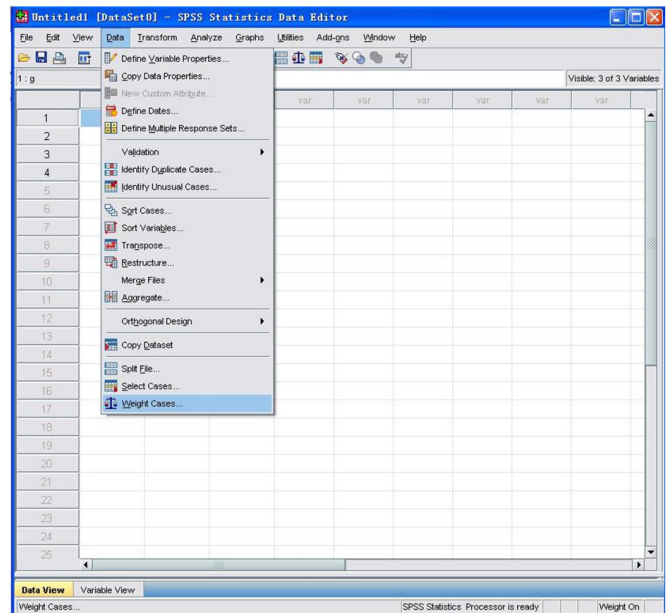 Untitled1 [DataSet0] - SPSS Statistics Data Editor
File Edit View Data Transform Analyze Graphs Utilities Add-ons Window Help
1 : g
Visible: 3 of 3 Variables
var var var var var
Define Variable Properties...
Copy Data Properties...
New Custom Attribute...
Define Dates...
Define Multiple Response Sets...
Validation
Identify Duplicate Cases...
Identify Unusual Cases...
Sort Cases...
Sort Variables...
Transpose...
Restructure...
Merge Files
Aggregate...
Orthogonal Design
Copy Dataset
Split File...
Select Cases...
Weight Cases...
1
2
3
4
5
6
7
8
9
10
11
12
13
14
15
16
17
18
19
20
21
22
23
24
25
Data View Variable View
Weight Cases...
SPSS Statistics Processor is ready
Weight On